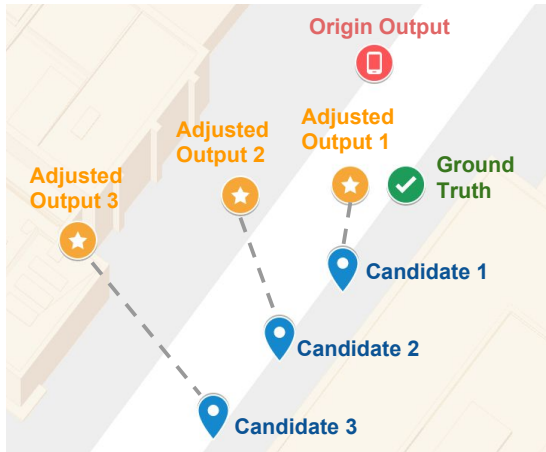 Origin Output
Adjusted
Output 1
Adjusted
Output 2
Adjusted
Output 3
Ground
Truth
Candidate 1
Candidate 2
Candidate 3